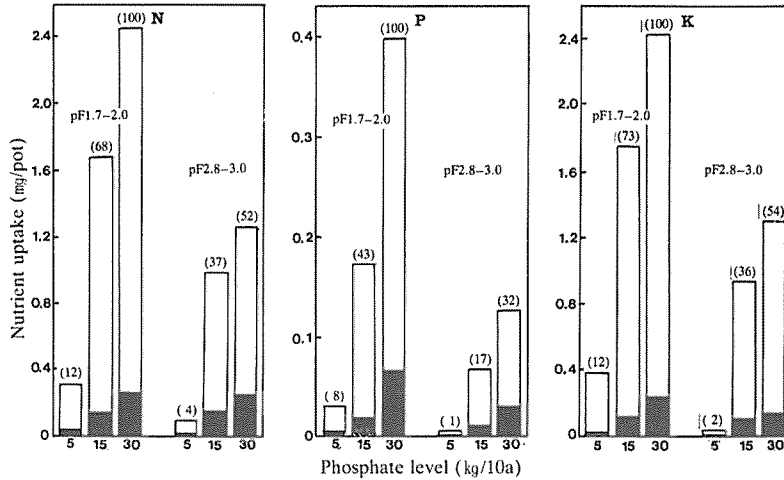 Nutrient uptake (mg/pot)
N
2.4
2.0
1.6
1.2
0.8
0.4
0
pF1.7–2.0
pF2.8–3.0
(12)
(68)
(100)
(4)
(37)
(52)
5 15 30 5 15 30
P
0.4
0.3
0.2
0.1
0
pF1.7–2.0
pF2.8–3.0
(8)
(43)
(100)
(1)
(17)
(32)
5 15 30 5 15 30
K
2.4
2.0
1.6
1.2
0.8
0.4
0
pF1.7–2.0
pF2.8–3.0
(12)
(73)
(100)
(2)
(36)
(54)
5 15 30 5 15 30
Phosphate level (kg/10a)